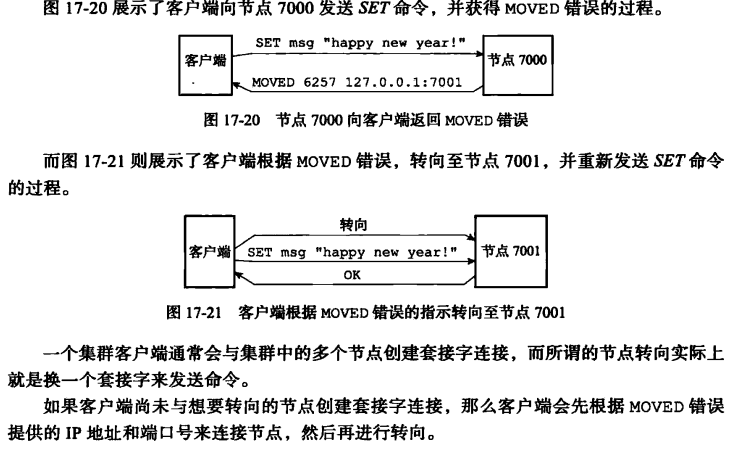 图 17-20 展示了客户端向节点 7000 发送 SET 命令，并获得 MOVED 错误的过程。
SET msg "happy new year!"
客户端
节点 7000
MOVED 6257 127.0.0.1:7001
图 17-20 节点 7000 向客户端返回 MOVED 错误
而图 17-21 则展示了客户端根据 MOVED 错误，转向至节点 7001，并重新发送 SET 命令
的过程。
转向
客户端
SET msg "happy new year!"
节点 7001
OK
图 17-21 客户端根据 MOVED 错误的指示转向至节点 7001
一个集群客户端通常会与集群中的多个节点创建套接字连接，而所谓的节点转向实际上
就是换一个套接字来发送命令。
如果客户端尚未与想要转向的节点创建套接字连接，那么客户端会先根据 MOVED 错误
提供的 IP 地址和端口号来连接节点，然后再进行转向。